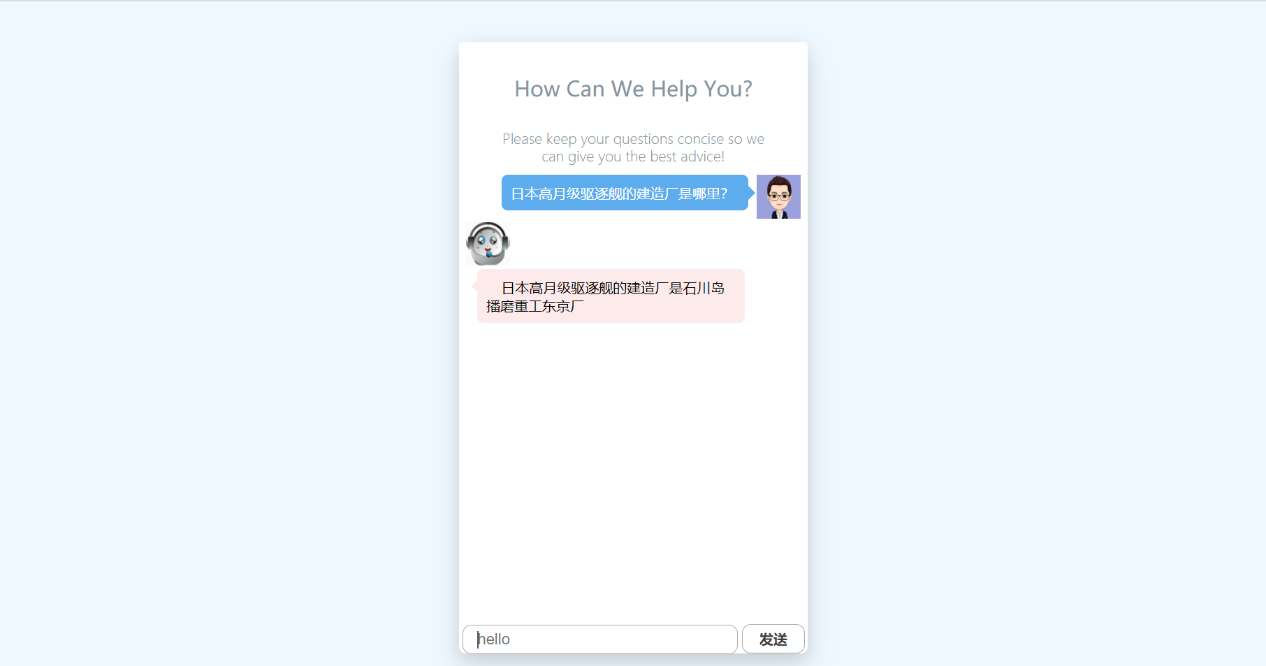 How Can We Help You?
Please keep your questions concise so we
can give you the best advice!
日本高月级驱逐舰的建造厂是哪里?
日本高月级驱逐舰的建造厂是石川岛
播磨重工东京厂
hello
发送